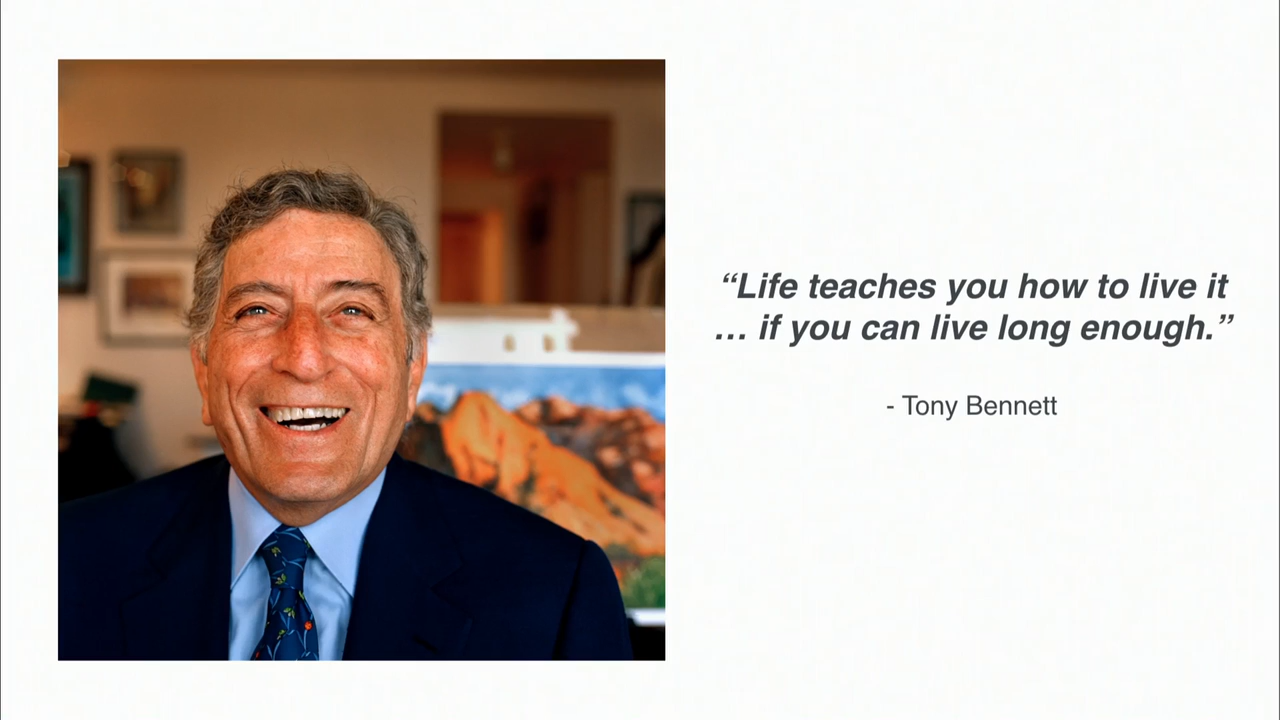 “Life teaches you how to live it
… if you can live long enough.”
- Tony Bennett